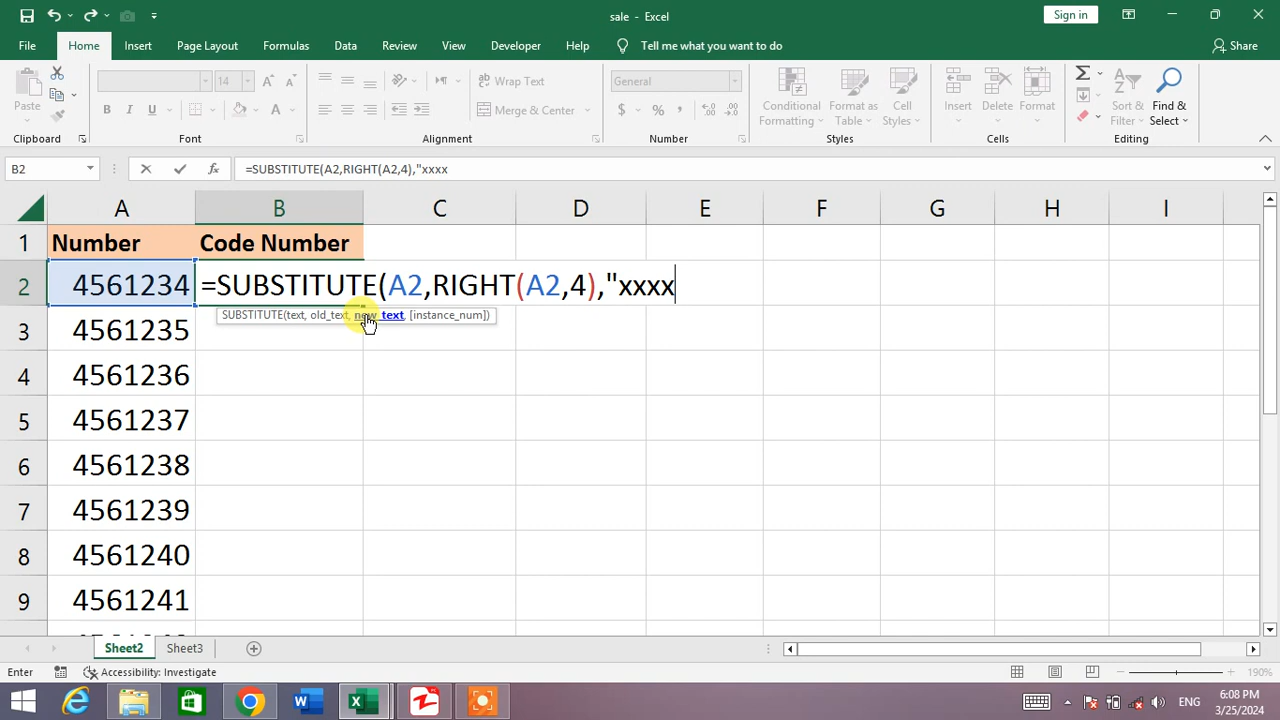 sale - Excel
Sign in
File Home Insert Page Layout Formulas Data Review View Developer Help Tell me what you want to do Share
Paste
14
B I U A
Wrap Text
Merge & Center
General
$ % ,
Conditional Formatting
Format as Table
Cell Styles
Insert Delete Format
Sort & Filter
Find & Select
Clipboard Font Alignment Number Styles Cells Editing
B2 fx =SUBSTITUTE(A2,RIGHT(A2,4),"xxxx
A B C D E F G H I
1 Number Code Number
2 4561234 =SUBSTITUTE(A2,RIGHT(A2,4),"xxxx
SUBSTITUTE(text, old_text, new_text, [instance_num])
3 4561235
4 4561236
5 4561237
6 4561238
7 4561239
8 4561240
9 4561241
Sheet2 Sheet3
Enter Accessibility: Investigate 190%
ENG
6:08 PM
3/25/2024